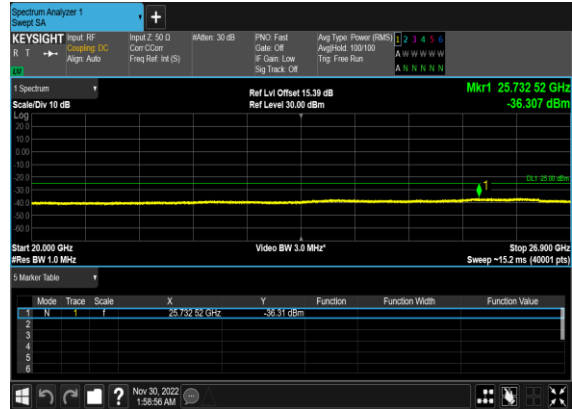 Spectrum Analyzer 1
Swept SA
+
KEYSIGHT Input: RF Input Z: 50 Ω #Atten: 30 dB PNO: Fast Avg Type: Power (RMS) 1 2 3 4 5 6
R T Coupling: DC Corr CCorr Gate: Off Avg|Hold: 100/100 A W W W W W
Align: Auto Freq Ref: Int (S) IF Gain: Low Trig: Free Run
Sig Track: Off A N N N N N
1 Spectrum Ref Lvl Offset 15.39 dB Mkr1 25.732 52 GHz
Scale/Div 10 dB Ref Level 30.00 dBm -36.307 dBm
Log
20.0
10.0
0.00
-10.0
-20.0
DL1 -25.00 dBm
-30.0
1
-40.0
-50.0
-60.0
Start 20.000 GHz Video BW 3.0 MHz* Stop 26.900 GHz
#Res BW 1.0 MHz Sweep ~15.2 ms (40001 pts)
5 Marker Table
Mode Trace Scale X Y Function Function Width Function Value
1 N 1 f 25.732 52 GHz -36.31 dBm
2
3
4
5
6
? Nov 30, 2022
1:58:56 AM